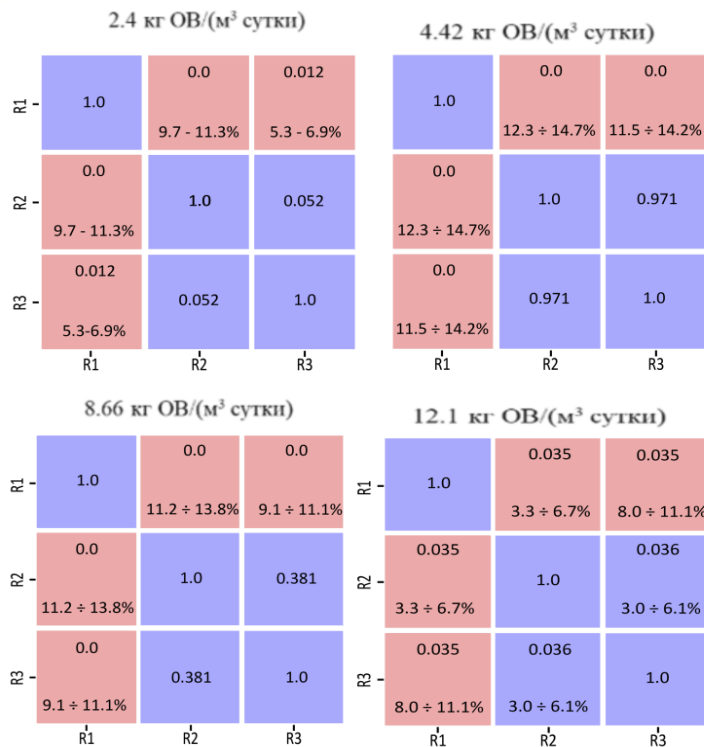 2.4 кг ОВ/(м³ сутки)
R1
1.0
0.0
9.7 - 11.3%
0.012
5.3 - 6.9%
R2
0.0
9.7 - 11.3%
1.0
0.052
R3
0.012
5.3-6.9%
0.052
1.0
R1 R2 R3
4.42 кг ОВ/(м³ сутки)
1.0
0.0
12.3 ÷ 14.7%
0.0
11.5 ÷ 14.2%
0.0
12.3 ÷ 14.7%
1.0
0.971
0.0
11.5 ÷ 14.2%
0.971
1.0
R1 R2 R3
8.66 кг ОВ/(м³ сутки)
R1
1.0
0.0
11.2 ÷ 13.8%
0.0
9.1 ÷ 11.1%
R2
0.0
11.2 ÷ 13.8%
1.0
0.381
R3
0.0
9.1 ÷ 11.1%
0.381
1.0
R1 R2 R3
12.1 кг ОВ/(м³ сутки)
R1
1.0
0.035
3.3 ÷ 6.7%
0.035
8.0 ÷ 11.1%
R2
0.035
3.3 ÷ 6.7%
1.0
0.036
3.0 ÷ 6.1%
R3
0.035
8.0 ÷ 11.1%
0.036
3.0 ÷ 6.1%
1.0
R1 R2 R3